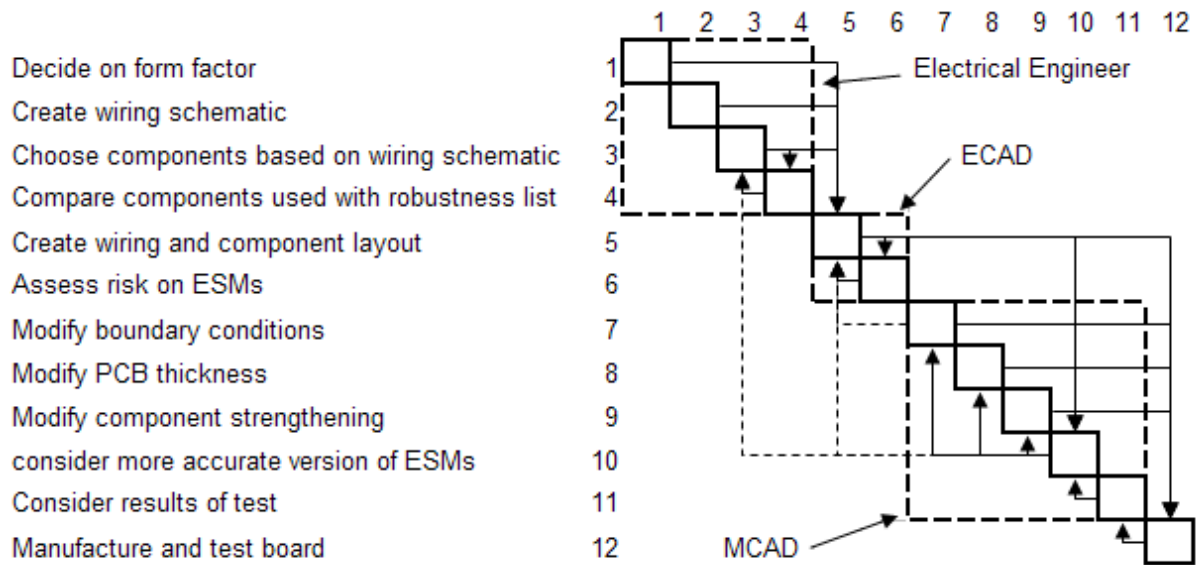 1 2 3 4 5 6 7 8 9 10 11 12
Decide on form factor 1 Electrical Engineer
Create wiring schematic 2
Choose components based on wiring schematic 3 ECAD
Compare components used with robustness list 4
Create wiring and component layout 5
Assess risk on ESMs 6
Modify boundary conditions 7
Modify PCB thickness 8
Modify component strengthening 9
consider more accurate version of ESMs 10
Consider results of test 11
Manufacture and test board 12 MCAD